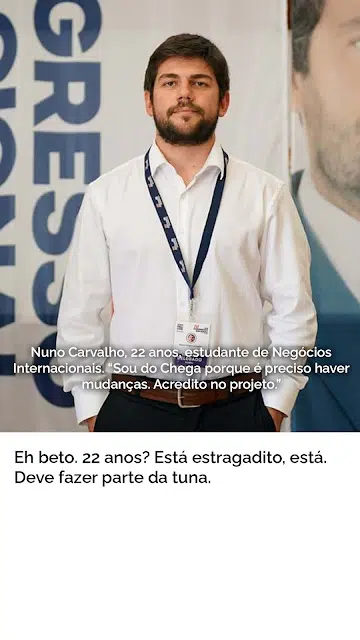 GRESSO
IONAL
DELEGADO
Nuno Carvalho, 22 anos, estudante de Negócios
Internacionais. “Sou do Chega porque é preciso haver
mudanças. Acredito no projeto.”
Eh beto. 22 anos? Está estragadito, está.
Deve fazer parte da tuna.